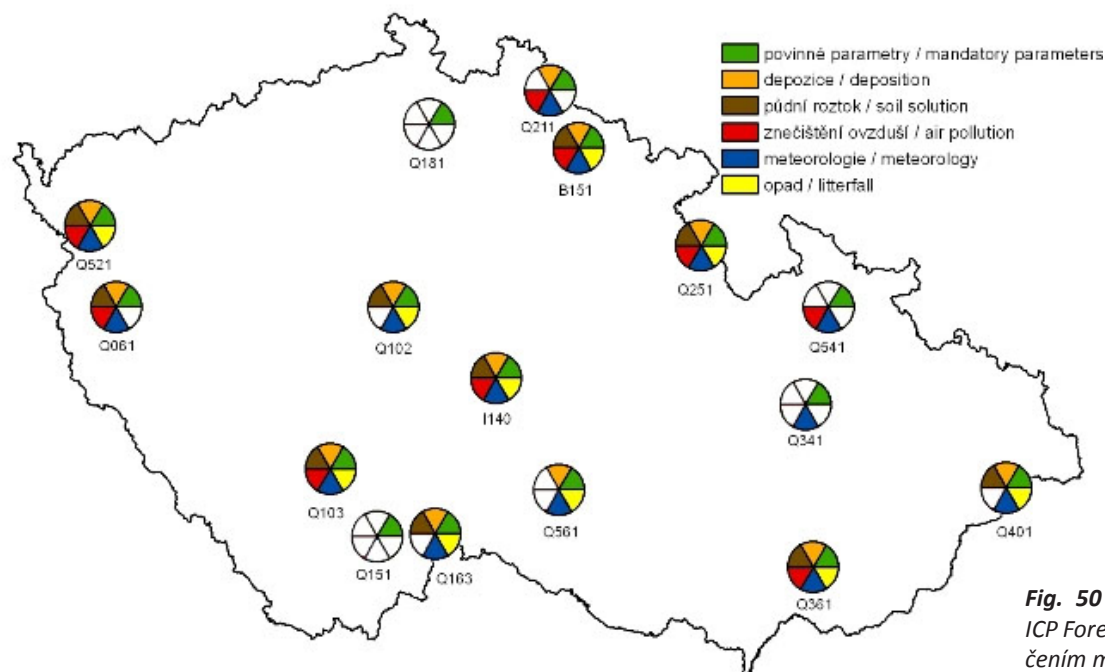 povinné parametry / mandatory parameters
depozice / deposition
půdní roztok / soil solution
znečištění ovzduší / air pollution
meteorologie / meteorology
opad / litterfall
Q211
Q181
B151
Q521
Q251
Q061
Q102
Q541
I140
Q341
Q103
Q561
Q401
Q151
Q163
Q361
Fig. 50
ICP Fore
čením m